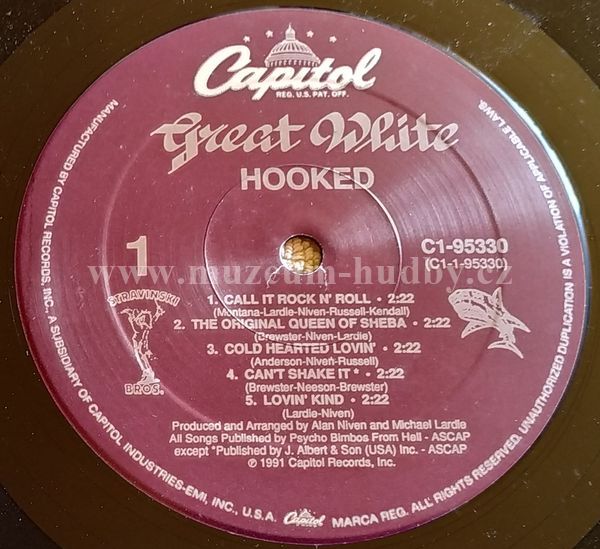 Capitol
REG. U.S. PAT. OFF.
Great White
HOOKED
1
C1-95330
(C1-1-95330)
www.muzeum-hudby.cz
STRAVINSKI
BROS.
1. CALL IT ROCK N' ROLL • 2:22
(Montana-Lardie-Niven-Russell-Kendall)
2. THE ORIGINAL QUEEN OF SHEBA • 2:22
(Brewster-Niven-Lardie)
3. COLD HEARTED LOVIN' • 2:22
(Anderson-Niven-Russell)
4. CAN'T SHAKE IT * • 2:22
(Brewster-Neeson-Brewster)
5. LOVIN' KIND • 2:22
(Lardie-Niven)
Produced and Arranged by Alan Niven and Michael Lardie
All Songs Published by Psycho Bimbos From Hell - ASCAP
except *Published by J. Albert & Son (USA) Inc. - ASCAP
℗ © 1991 Capitol Records, Inc.
MANUFACTURED BY CAPITOL RECORDS, INC., A SUBSIDIARY OF CAPITOL INDUSTRIES-EMI, INC., U.S.A. Capitol MARCA REG. ALL RIGHTS RESERVED. UNAUTHORIZED DUPLICATION IS A VIOLATION OF APPLICABLE LAWS.